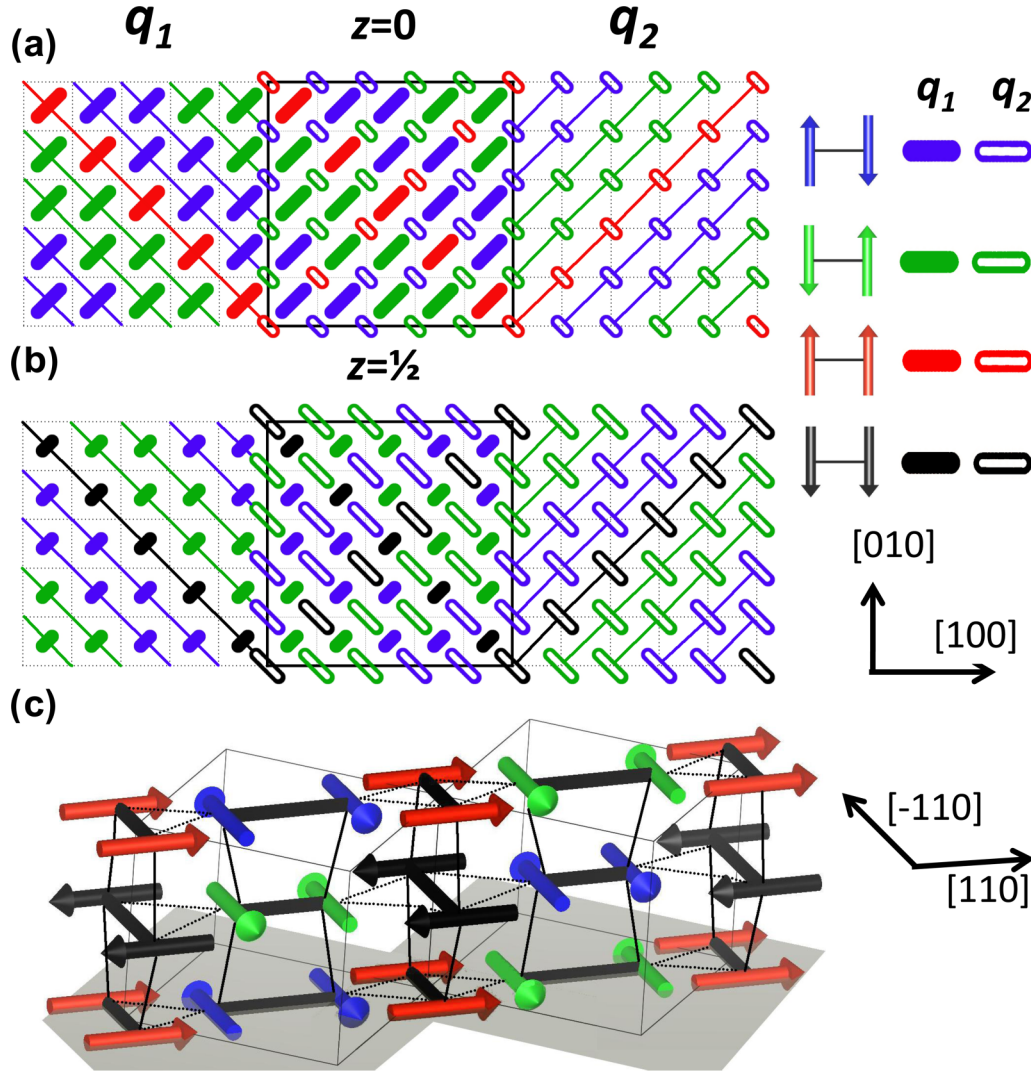 q1 z=0 q2
(a)
q1 q2
(b)
z=½
[010]
[100]
(c)
[-110]
[110]